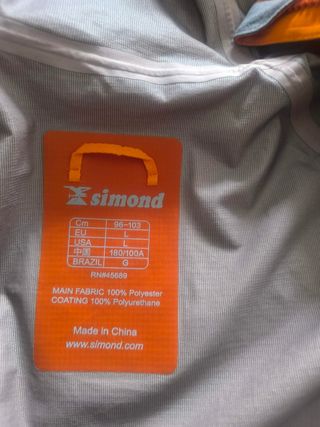 simond
Cm 96-103
EU L
USA L
中国 180/100A
BRAZIL G
RN#45689
MAIN FABRIC 100% Polyester
COATING 100% Polyurethane
Made in China
www.simond.com